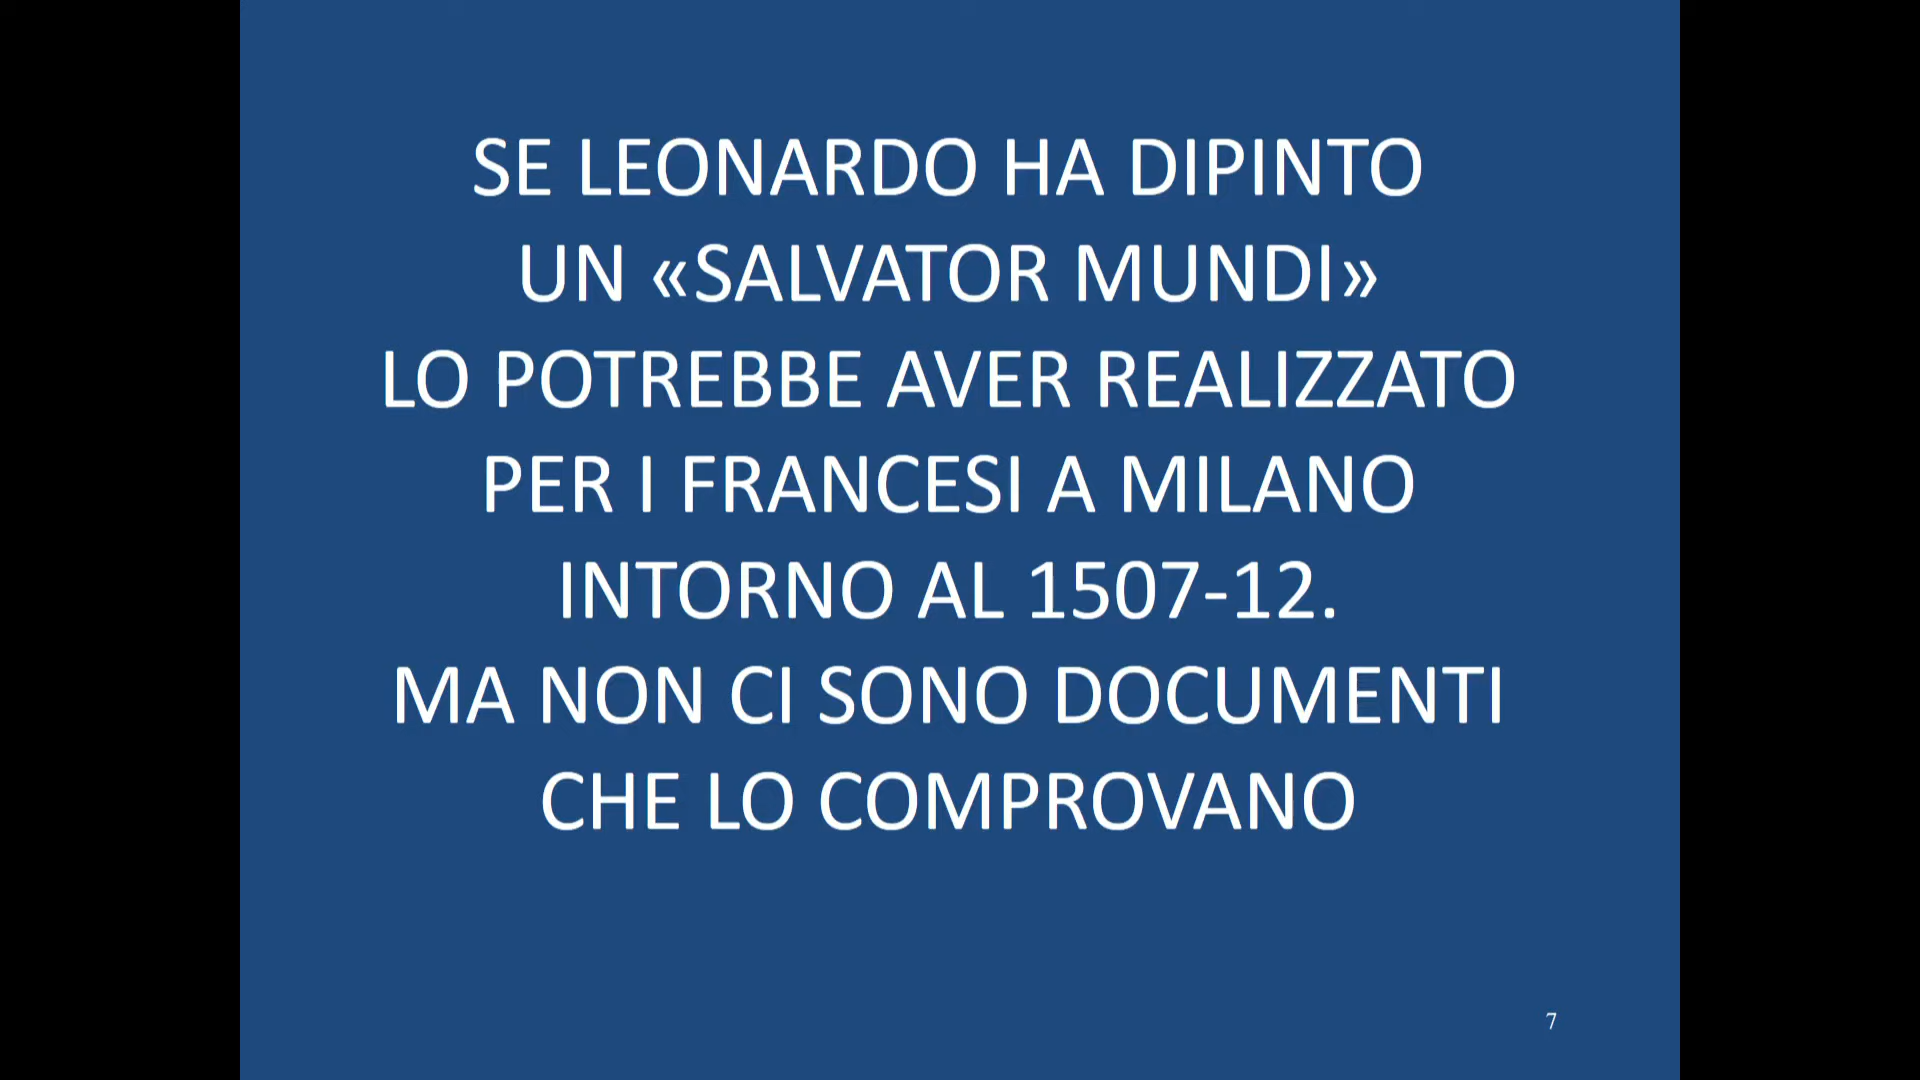 SE LEONARDO HA DIPINTO
UN «SALVATOR MUNDI»
LO POTREBBE AVER REALIZZATO
PER I FRANCESI A MILANO
INTORNO AL 1507-12.
MA NON CI SONO DOCUMENTI
CHE LO COMPROVANO
7